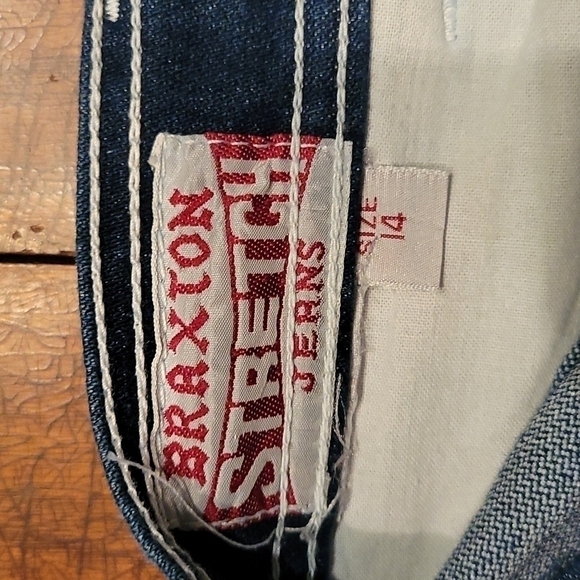 BRAXTON
STRETCH
JEANS
SIZE
14